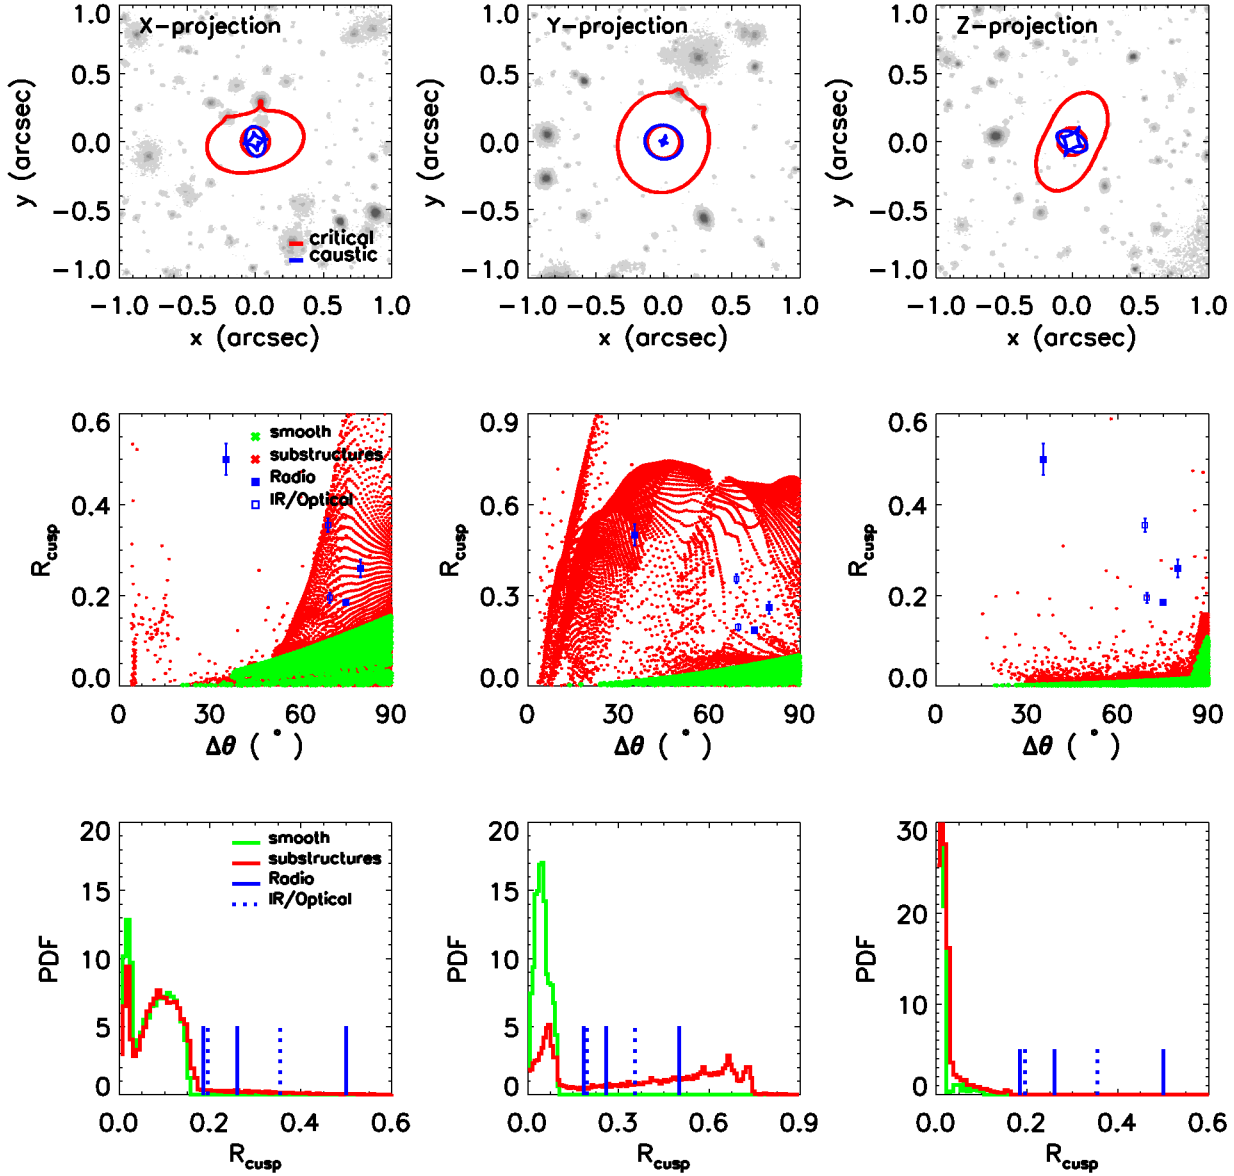 X-projection
Y-projection
Z-projection
1.0
0.5
0.0
-0.5
-1.0
y (arcsec)
critical
caustic
-1.0 -0.5 0.0 0.5 1.0
x (arcsec)
1.0
0.5
0.0
-0.5
-1.0
y (arcsec)
-1.0 -0.5 0.0 0.5 1.0
x (arcsec)
1.0
0.5
0.0
-0.5
-1.0
y (arcsec)
-1.0 -0.5 0.0 0.5 1.0
x (arcsec)
0.6
0.4
0.2
0.0
Rcusp
smooth
substructures
Radio
IR/Optical
0 30 60 90
Δθ ( ° )
0.9
0.6
0.3
0.0
Rcusp
0 30 60 90
Δθ ( ° )
0.6
0.4
0.2
0.0
Rcusp
0 30 60 90
Δθ ( ° )
20
15
10
5
0
PDF
smooth
substructures
Radio
IR/Optical
0.0 0.2 0.4 0.6
Rcusp
20
15
10
5
0
PDF
0.0 0.3 0.6 0.9
Rcusp
30
20
10
0
PDF
0.0 0.2 0.4 0.6
Rcusp